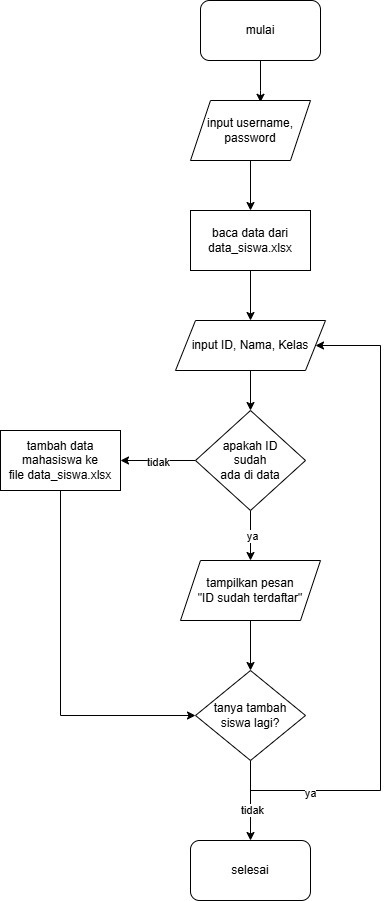 mulai
input username,
password
baca data dari
data_siswa.xlsx
input ID, Nama, Kelas
apakah ID
sudah
ada di data
tidak
tambah data
mahasiswa ke
file data_siswa.xlsx
ya
tampilkan pesan
"ID sudah terdaftar"
tanya tambah
siswa lagi?
ya
tidak
selesai